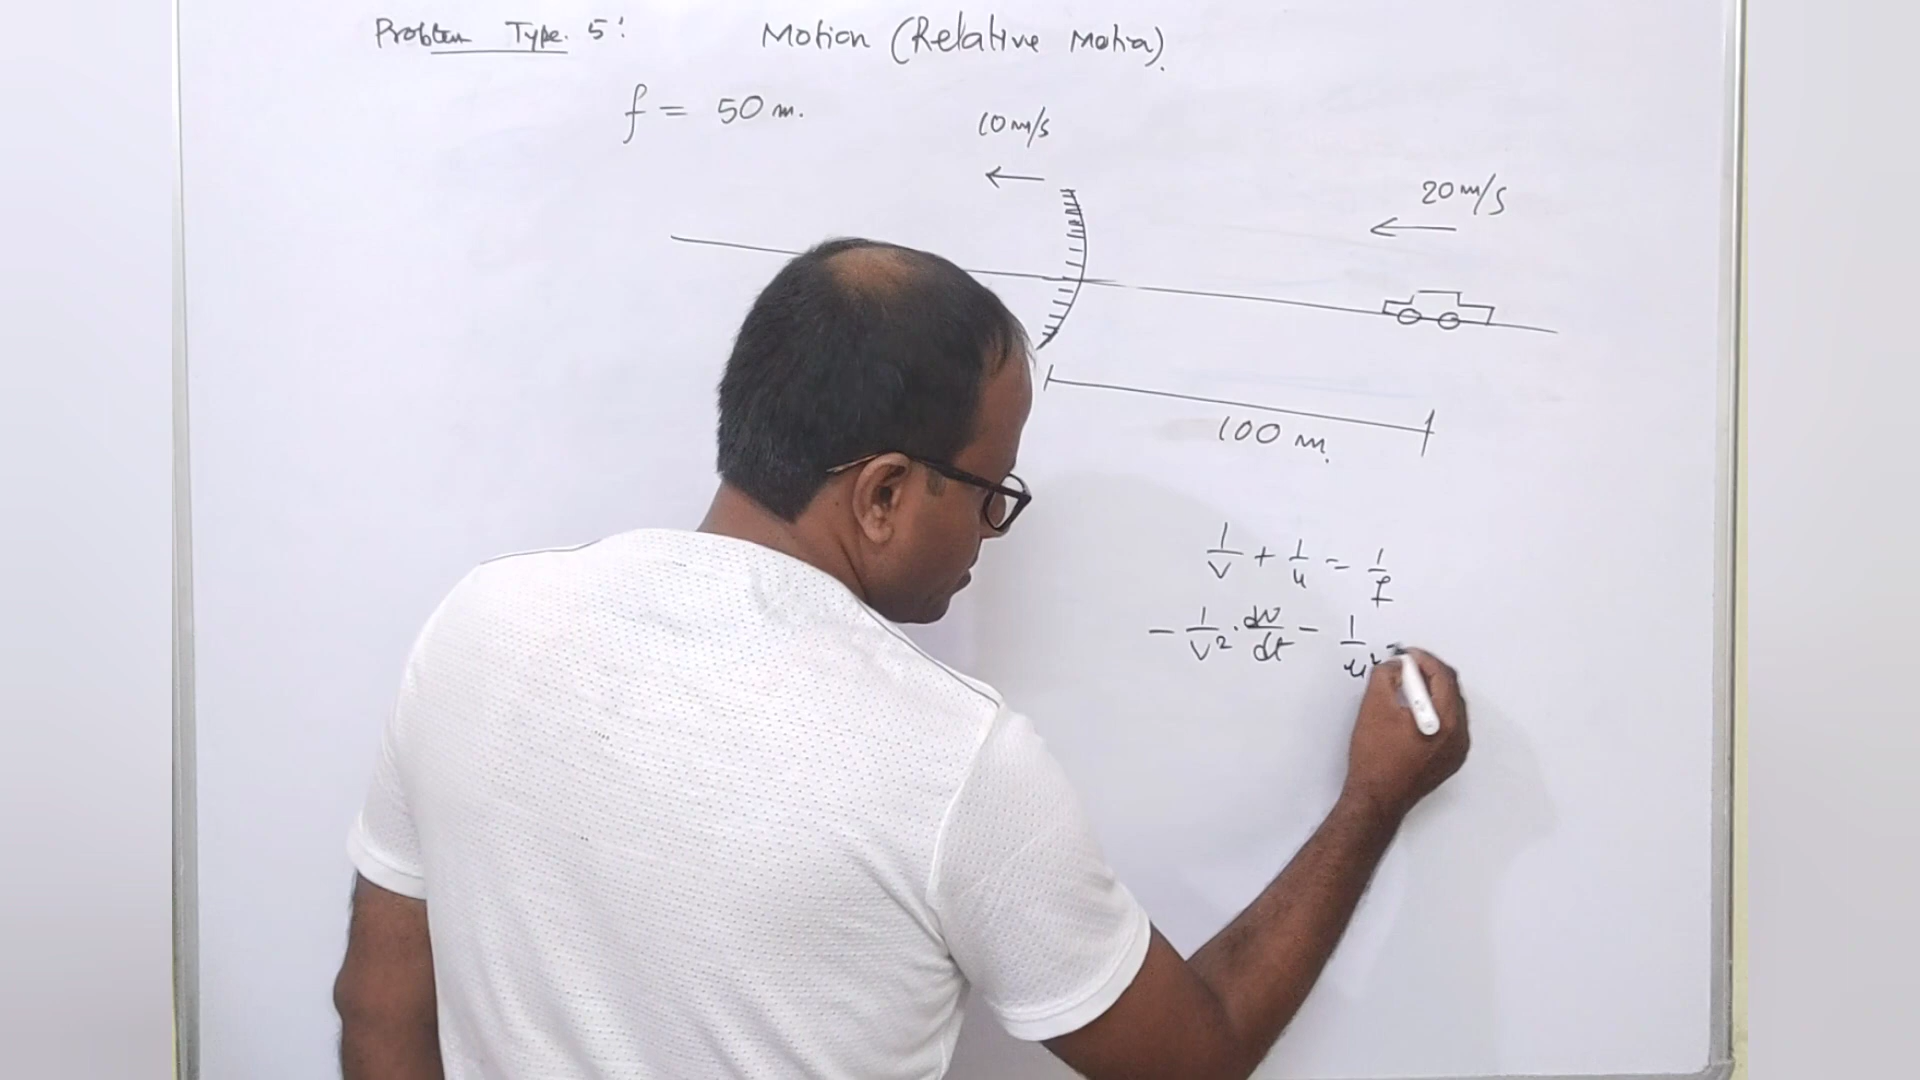 Problem Type. 5: Motion (Relative Motion).
f = 50 m.
10 m/s
20 m/s
100 m.
1/v + 1/u = 1/f
- 1/v² · dv/dt - 1/u²